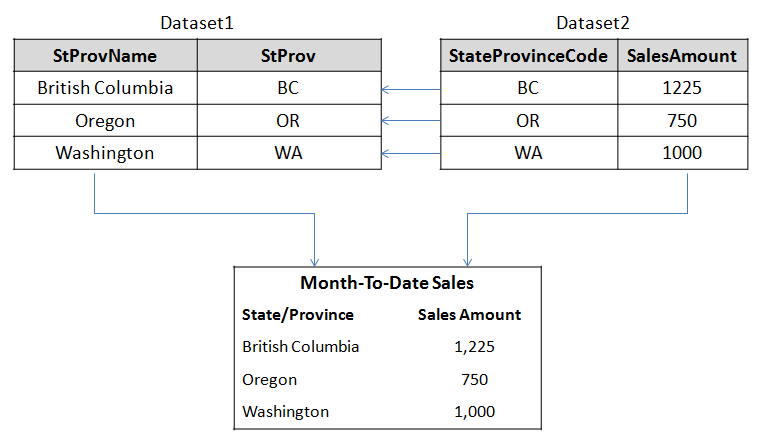 Dataset1 Dataset2
StProvName StProv StateProvinceCode SalesAmount
British Columbia BC BC 1225
Oregon OR OR 750
Washington WA WA 1000
Month-To-Date Sales
State/Province Sales Amount
British Columbia 1,225
Oregon 750
Washington 1,000